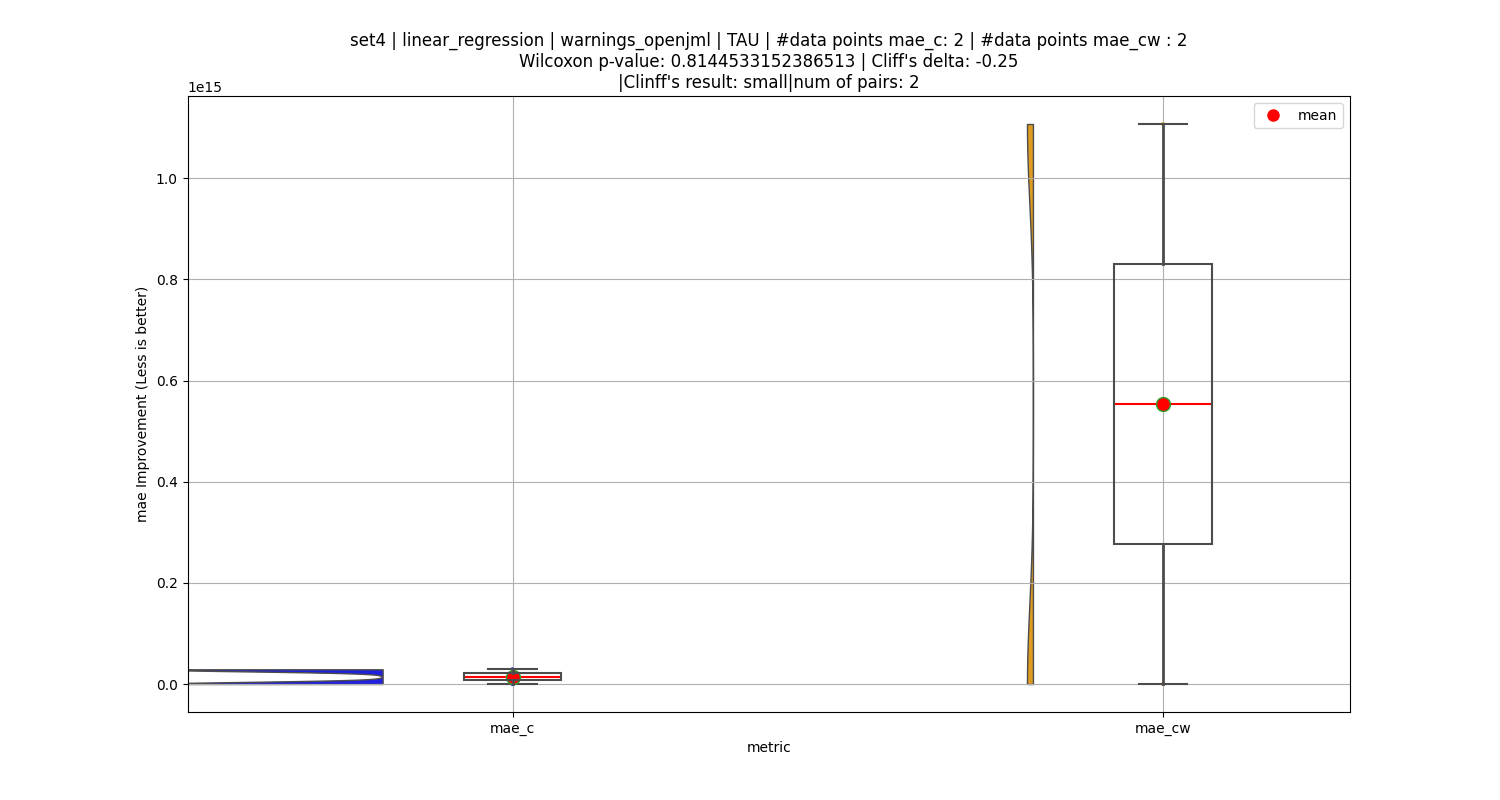 set4 | linear_regression | warnings_openjml | TAU | #data points mae_c: 2 | #data points mae_cw : 2
Wilcoxon p-value: 0.8144533152386513 | Cliff's delta: -0.25
|Clinff's result: small|num of pairs: 2
1e15
mean
1.0
0.8
0.6
0.4
0.2
0.0
mae Improvement (Less is better)
mae_c
mae_cw
metric